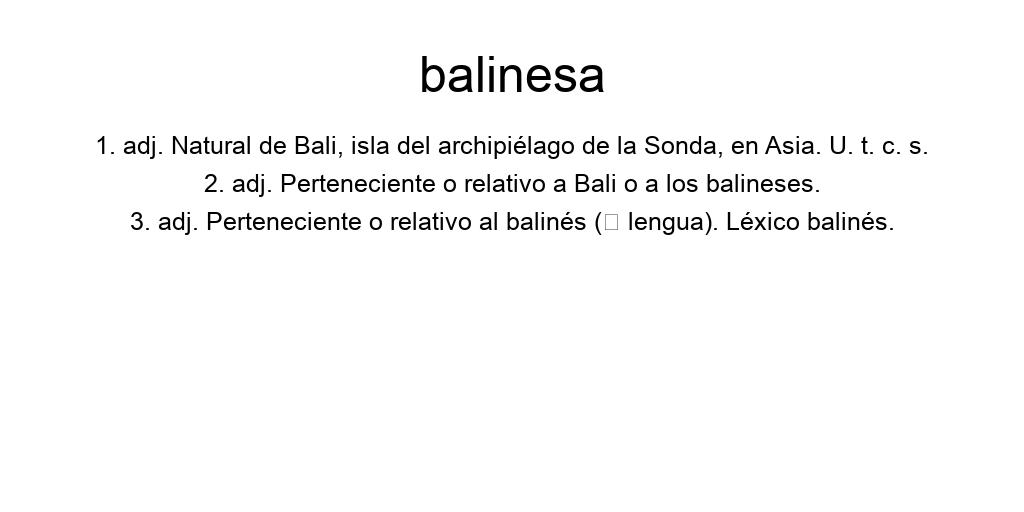 balinesa
1. adj. Natural de Bali, isla del archipiélago de la Sonda, en Asia. U. t. c. s.
2. adj. Perteneciente o relativo a Bali o a los balineses.
3. adj. Perteneciente o relativo al balinés (□ lengua). Léxico balinés.